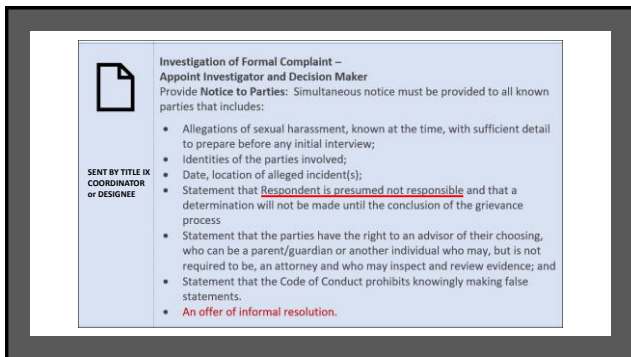 Investigation of Formal Complaint –
Appoint Investigator and Decision Maker
Provide Notice to Parties: Simultaneous notice must be provided to all known
parties that includes:
• Allegations of sexual harassment, known at the time, with sufficient detail
to prepare before any initial interview;
• Identities of the parties involved;
• Date, location of alleged incident(s);
• Statement that Respondent is presumed not responsible and that a
determination will not be made until the conclusion of the grievance
process
• Statement that the parties have the right to an advisor of their choosing,
who can be a parent/guardian or another individual who may, but is not
required to be, an attorney and who may inspect and review evidence; and
• Statement that the Code of Conduct prohibits knowingly making false
statements.
• An offer of informal resolution.
SENT BY TITLE IX
COORDINATOR
or DESIGNEE